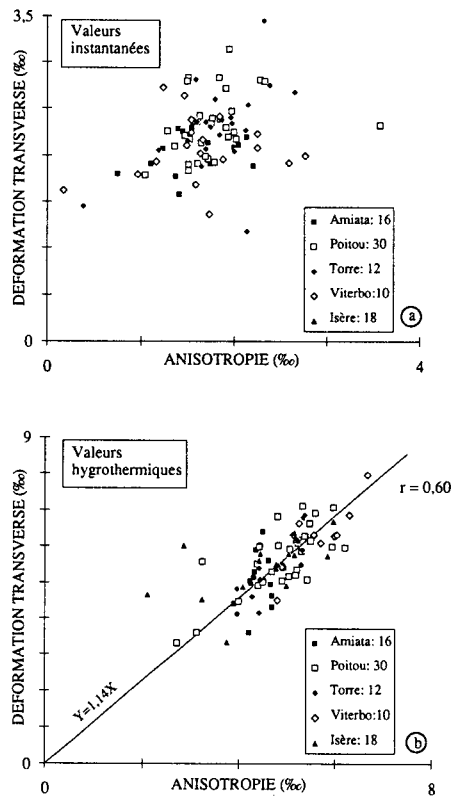 3,5
Valeurs
instantanées
DEFORMATION TRANSVERSE (‰)
Amiata: 16
Poitou: 30
Torre: 12
Viterbo:10
Isère: 18
a
0
0
ANISOTROPIE (‰)
4
9
Valeurs
hygrothermiques
DEFORMATION TRANSVERSE (‰)
r = 0,60
Y=1,14X
Amiata: 16
Poitou: 30
Torre: 12
Viterbo:10
Isère: 18
b
0
0
ANISOTROPIE (‰)
8